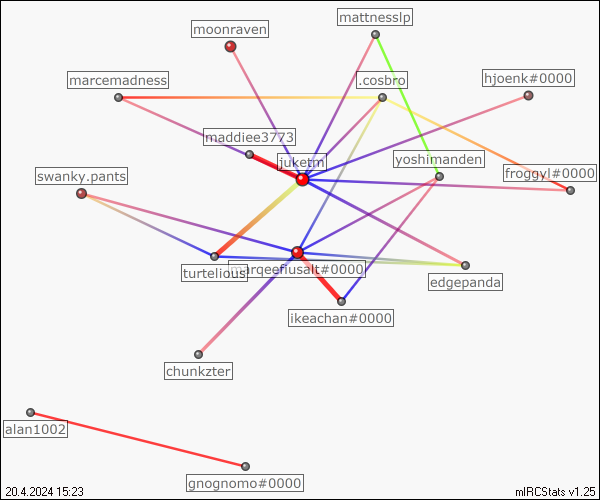 mattnesslp
moonraven
marcemadness
.cosbro
hjoenk#0000
maddiee3773
juketm
yoshimanden
froggyl#0000
swanky.pants
turtelious
marqeeriusalt#0000
edgepanda
ikeachan#0000
chunkzter
alan1002
gnognomo#0000
20.4.2024 15:23
mIRCStats v1.25